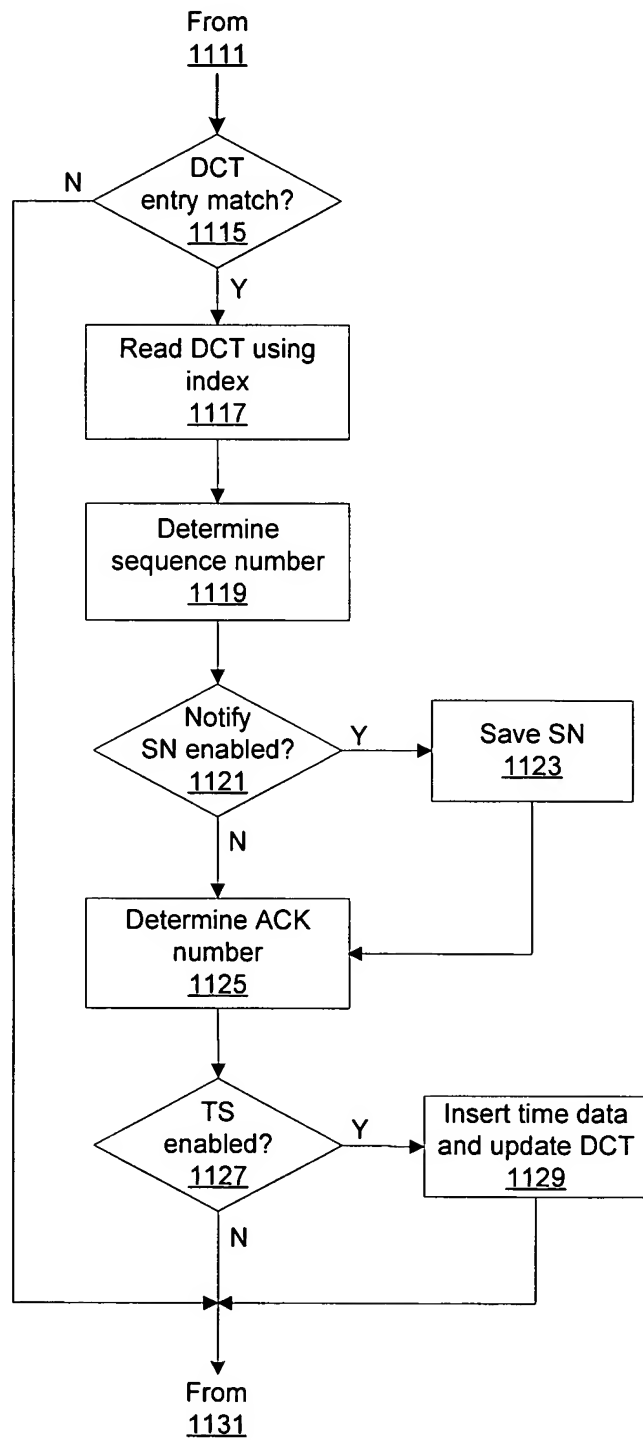 From
1111
DCT
entry match?
1115
N
Y
Read DCT using
index
1117
Determine
sequence number
1119
Notify
SN enabled?
1121
Y
Save SN
1123
N
Determine ACK
number
1125
TS
enabled?
1127
Y
Insert time data
and update DCT
1129
N
From
1131